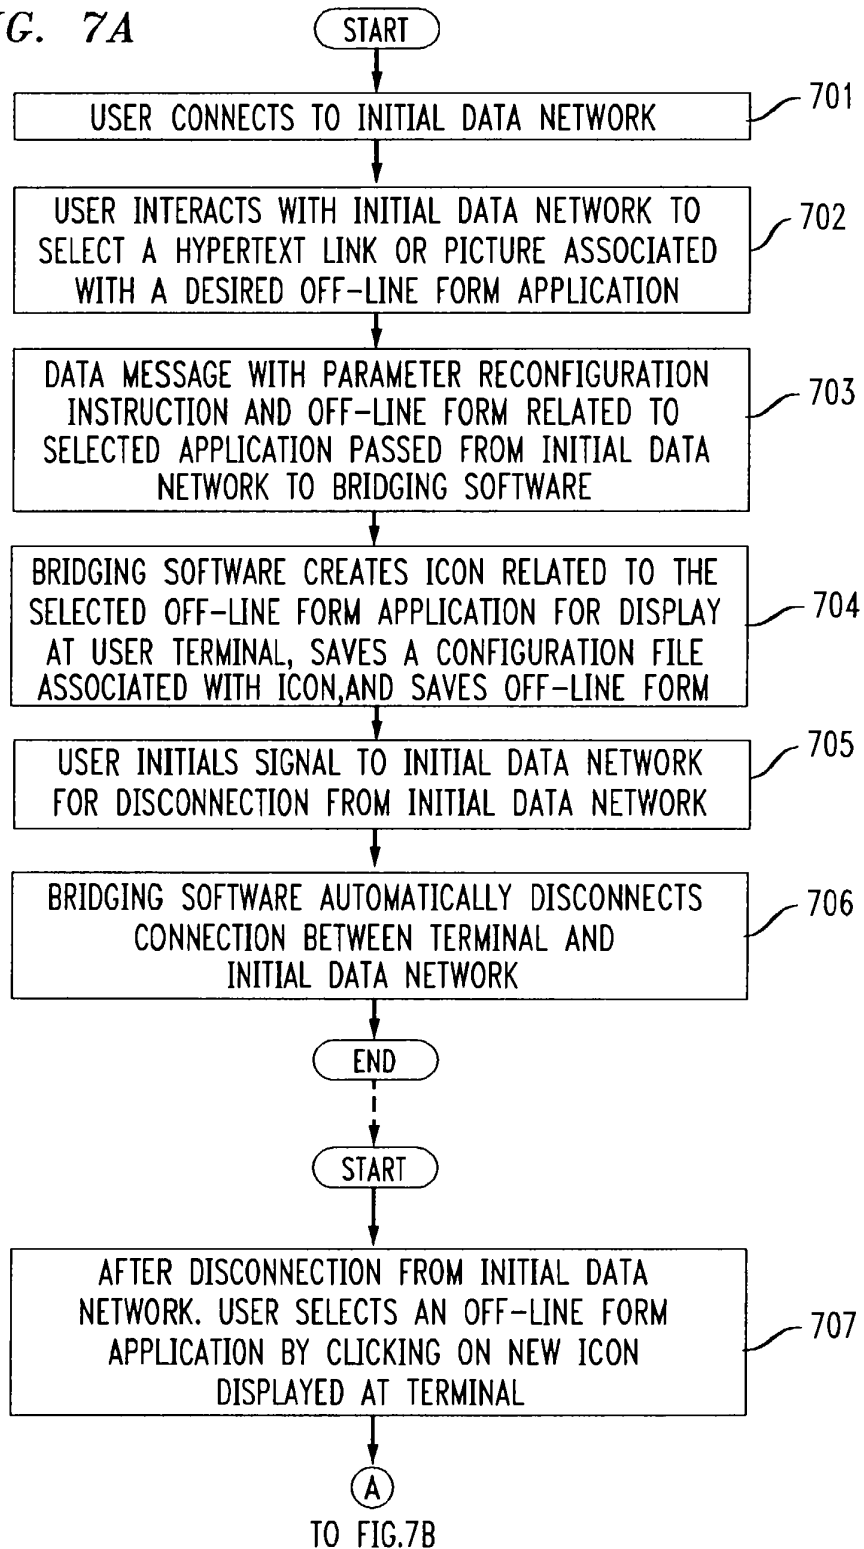 G. 7A
START
USER CONNECTS TO INITIAL DATA NETWORK
701
USER INTERACTS WITH INITIAL DATA NETWORK TO
SELECT A HYPERTEXT LINK OR PICTURE ASSOCIATED
WITH A DESIRED OFF-LINE FORM APPLICATION
702
DATA MESSAGE WITH PARAMETER RECONFIGURATION
INSTRUCTION AND OFF-LINE FORM RELATED TO
SELECTED APPLICATION PASSED FROM INITIAL DATA
NETWORK TO BRIDGING SOFTWARE
703
BRIDGING SOFTWARE CREATES ICON RELATED TO THE
SELECTED OFF-LINE FORM APPLICATION FOR DISPLAY
AT USER TERMINAL, SAVES A CONFIGURATION FILE
ASSOCIATED WITH ICON,AND SAVES OFF-LINE FORM
704
USER INITIALS SIGNAL TO INITIAL DATA NETWORK
FOR DISCONNECTION FROM INITIAL DATA NETWORK
705
BRIDGING SOFTWARE AUTOMATICALLY DISCONNECTS
CONNECTION BETWEEN TERMINAL AND
INITIAL DATA NETWORK
706
END
START
AFTER DISCONNECTION FROM INITIAL DATA
NETWORK. USER SELECTS AN OFF-LINE FORM
APPLICATION BY CLICKING ON NEW ICON
DISPLAYED AT TERMINAL
707
A
TO FIG.7B